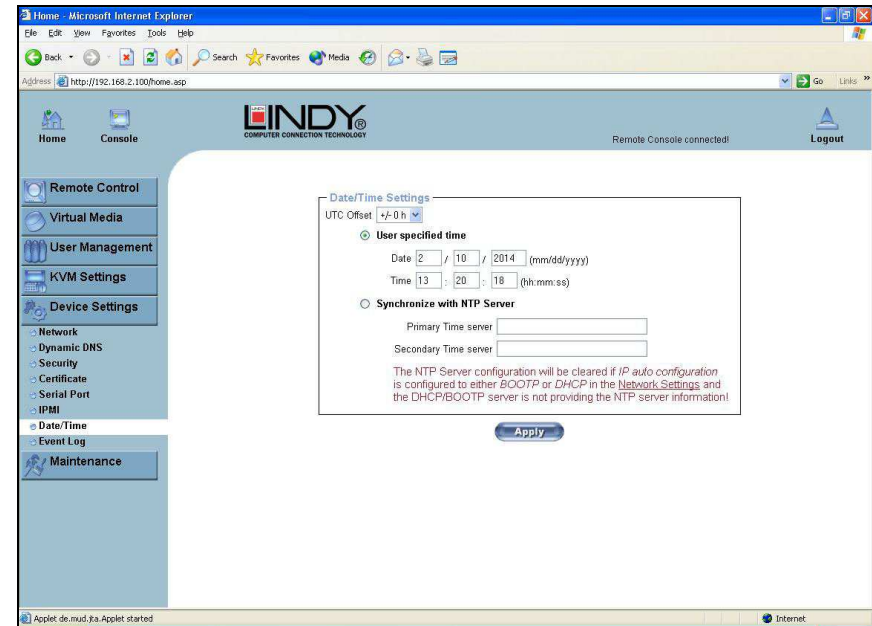 Home - Microsoft Internet Explorer
File Edit View Favorites Tools Help
Back Search Favorites Media
Address http://192.168.2.100/home.asp Go Links »
Home Console
LINDY®
COMPUTER CONNECTION TECHNOLOGY
Remote Console connected!
Logout
Remote Control
Virtual Media
User Management
KVM Settings
Device Settings
Network
Dynamic DNS
Security
Certificate
Serial Port
IPMI
Date/Time
Event Log
Maintenance
Date/Time Settings
UTC Offset +/- 0 h
User specified time
Date 2 / 10 / 2014 (mm/dd/yyyy)
Time 13 : 20 : 18 (hh:mm:ss)
Synchronize with NTP Server
Primary Time server
Secondary Time server
The NTP Server configuration will be cleared if IP auto configuration
is configured to either BOOTP or DHCP in the Network Settings and
the DHCP/BOOTP server is not providing the NTP server information!
Apply
Applet de.mud.jta.Applet started
Internet